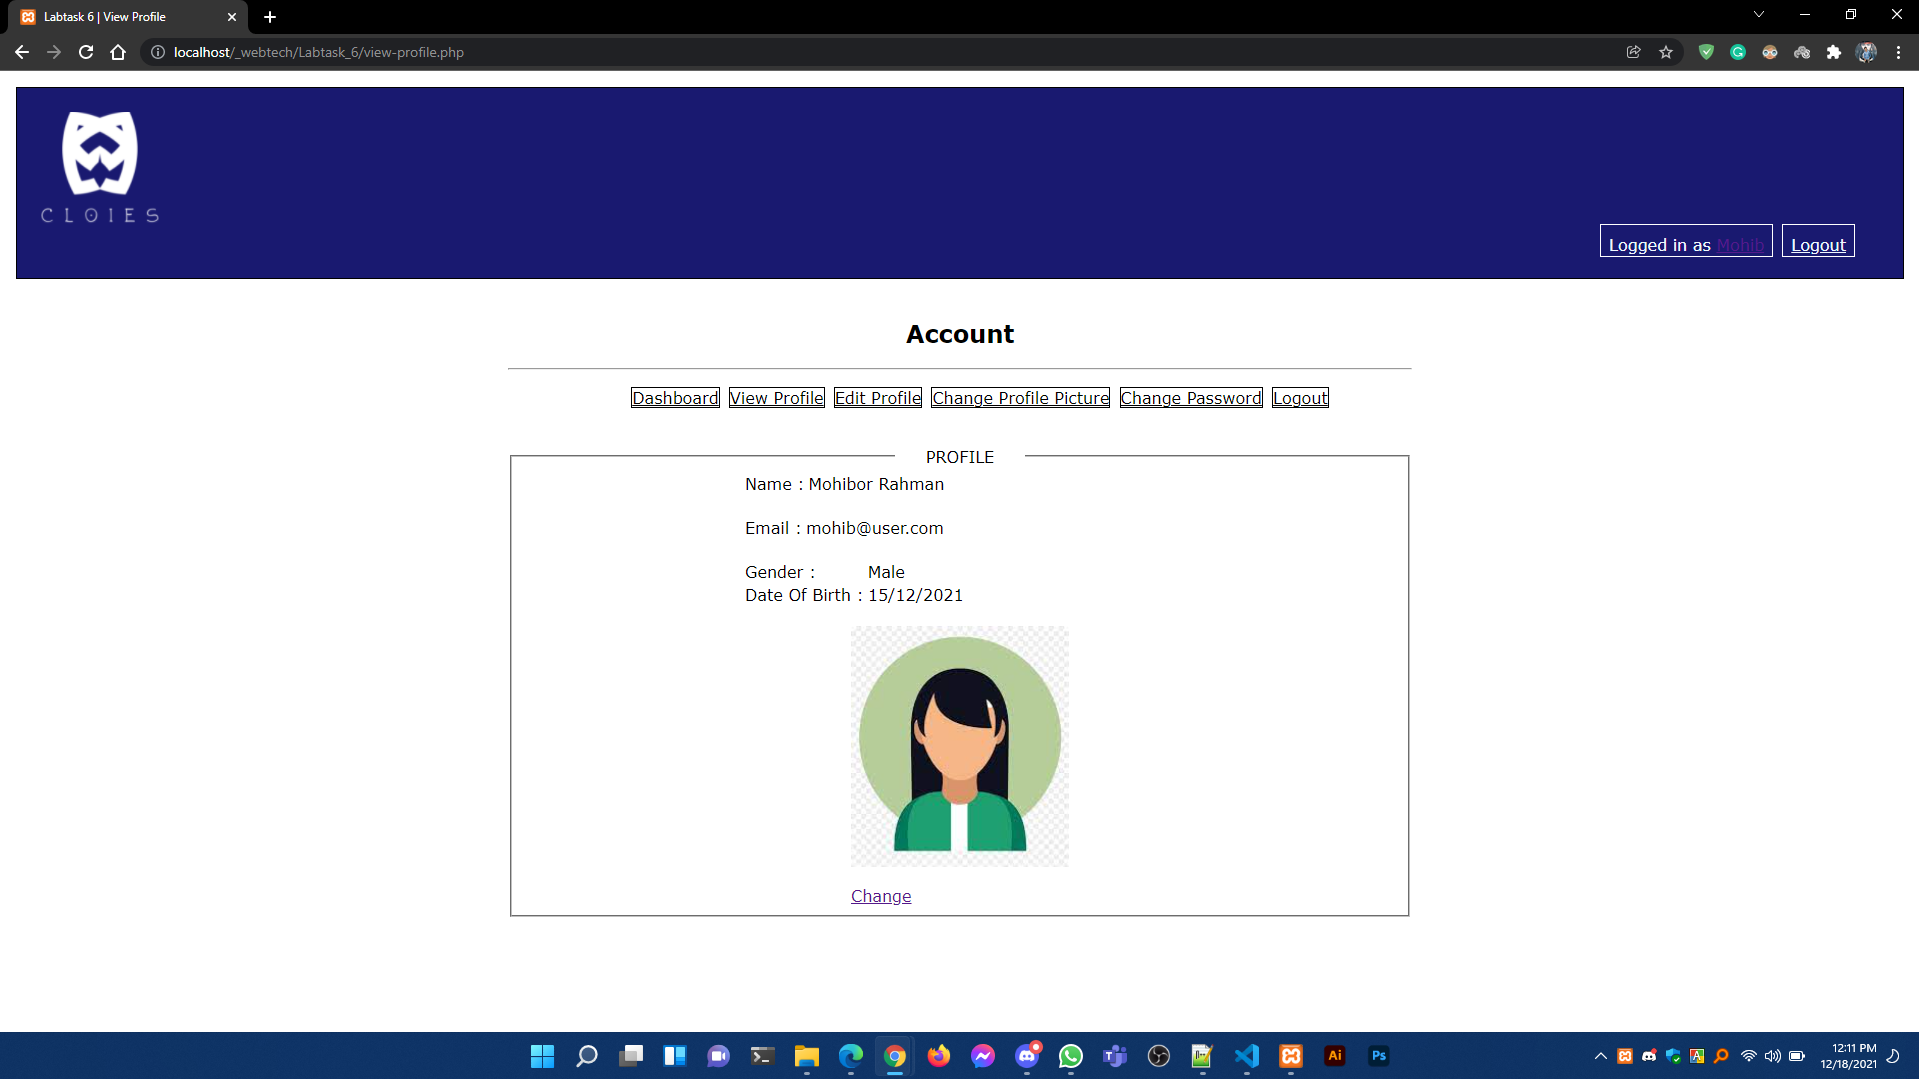 Labtask 6 | View Profile
localhost/_webtech/Labtask_6/view-profile.php
CLOIES
Logged in as Mohib Logout
Account
Dashboard View Profile Edit Profile Change Profile Picture Change Password Logout
PROFILE
Name : Mohibor Rahman
Email : mohib@user.com
Gender : Male
Date Of Birth : 15/12/2021
Change
Ai Ps
12:11 PM
12/18/2021